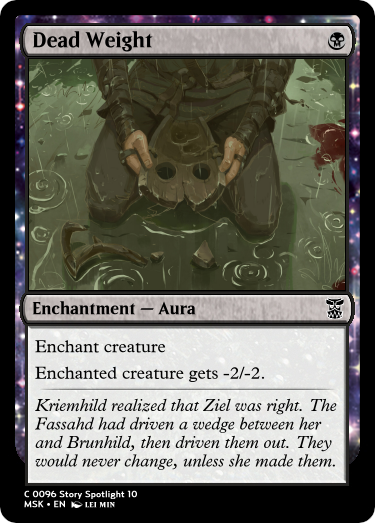 Dead Weight
Enchantment — Aura
Enchant creature
Enchanted creature gets -2/-2.
Kriemhild realized that Ziel was right. The
Fassahd had driven a wedge between her
and Brunhild, then driven them out. They
would never change, unless she made them.
C 0096 Story Spotlight 10
MSK • EN LEI MIN